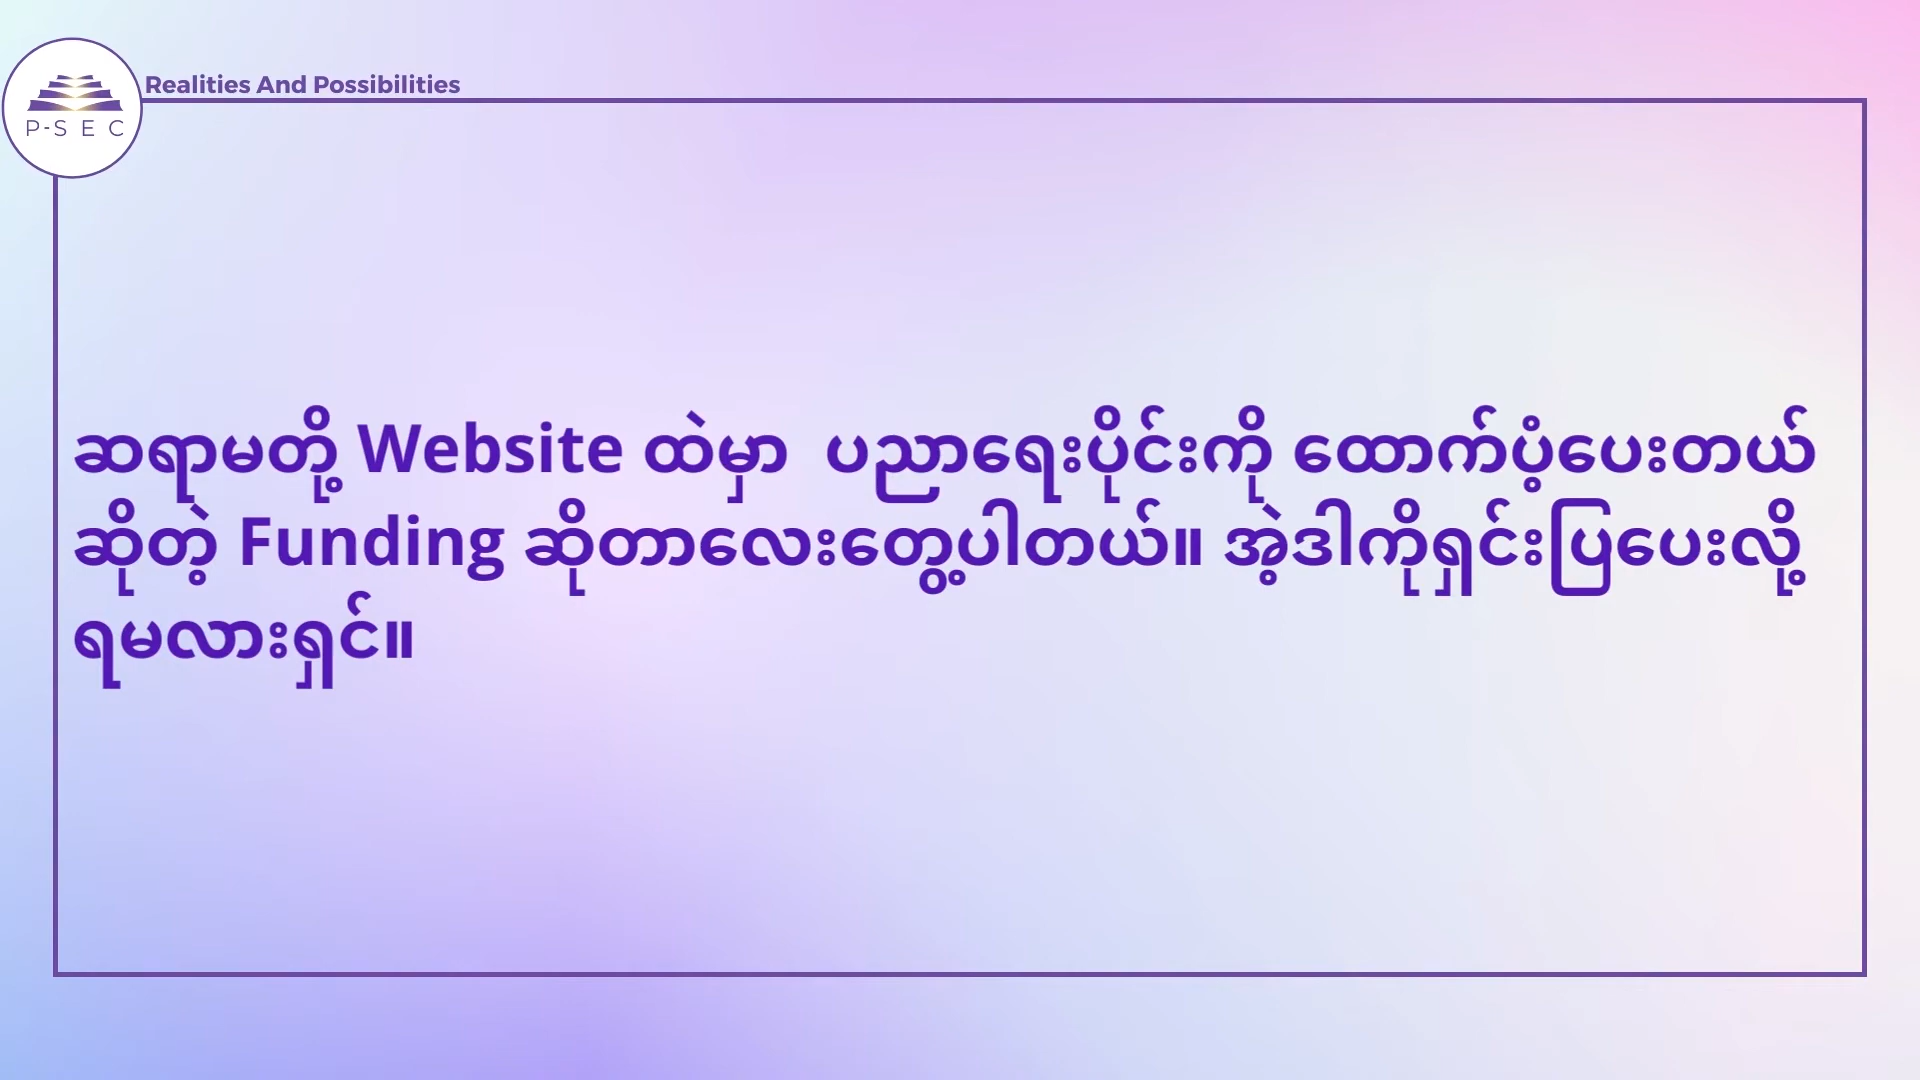 Realities And Possibilities
P-SEC
ဆရာမတို့ Website ထဲမှာ ပညာရေးပိုင်းကို ထောက်ပံ့ပေးတယ်
ဆိုတဲ့ Funding ဆိုတာလေးတွေ့ပါတယ်။ အဲ့ဒါကိုရှင်းပြပေးလို့
ရမလားရှင်။